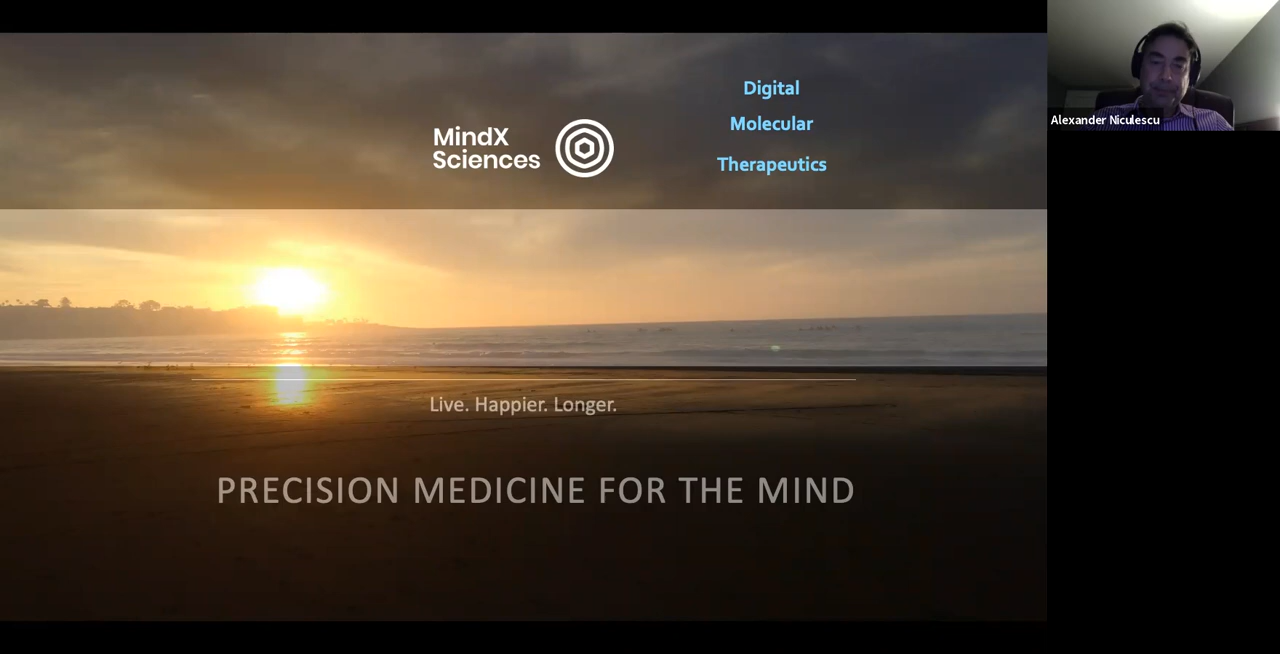 Digital
Molecular
Therapeutics
MindX
Sciences
Live. Happier. Longer.
PRECISION MEDICINE FOR THE MIND
Alexander Niculescu